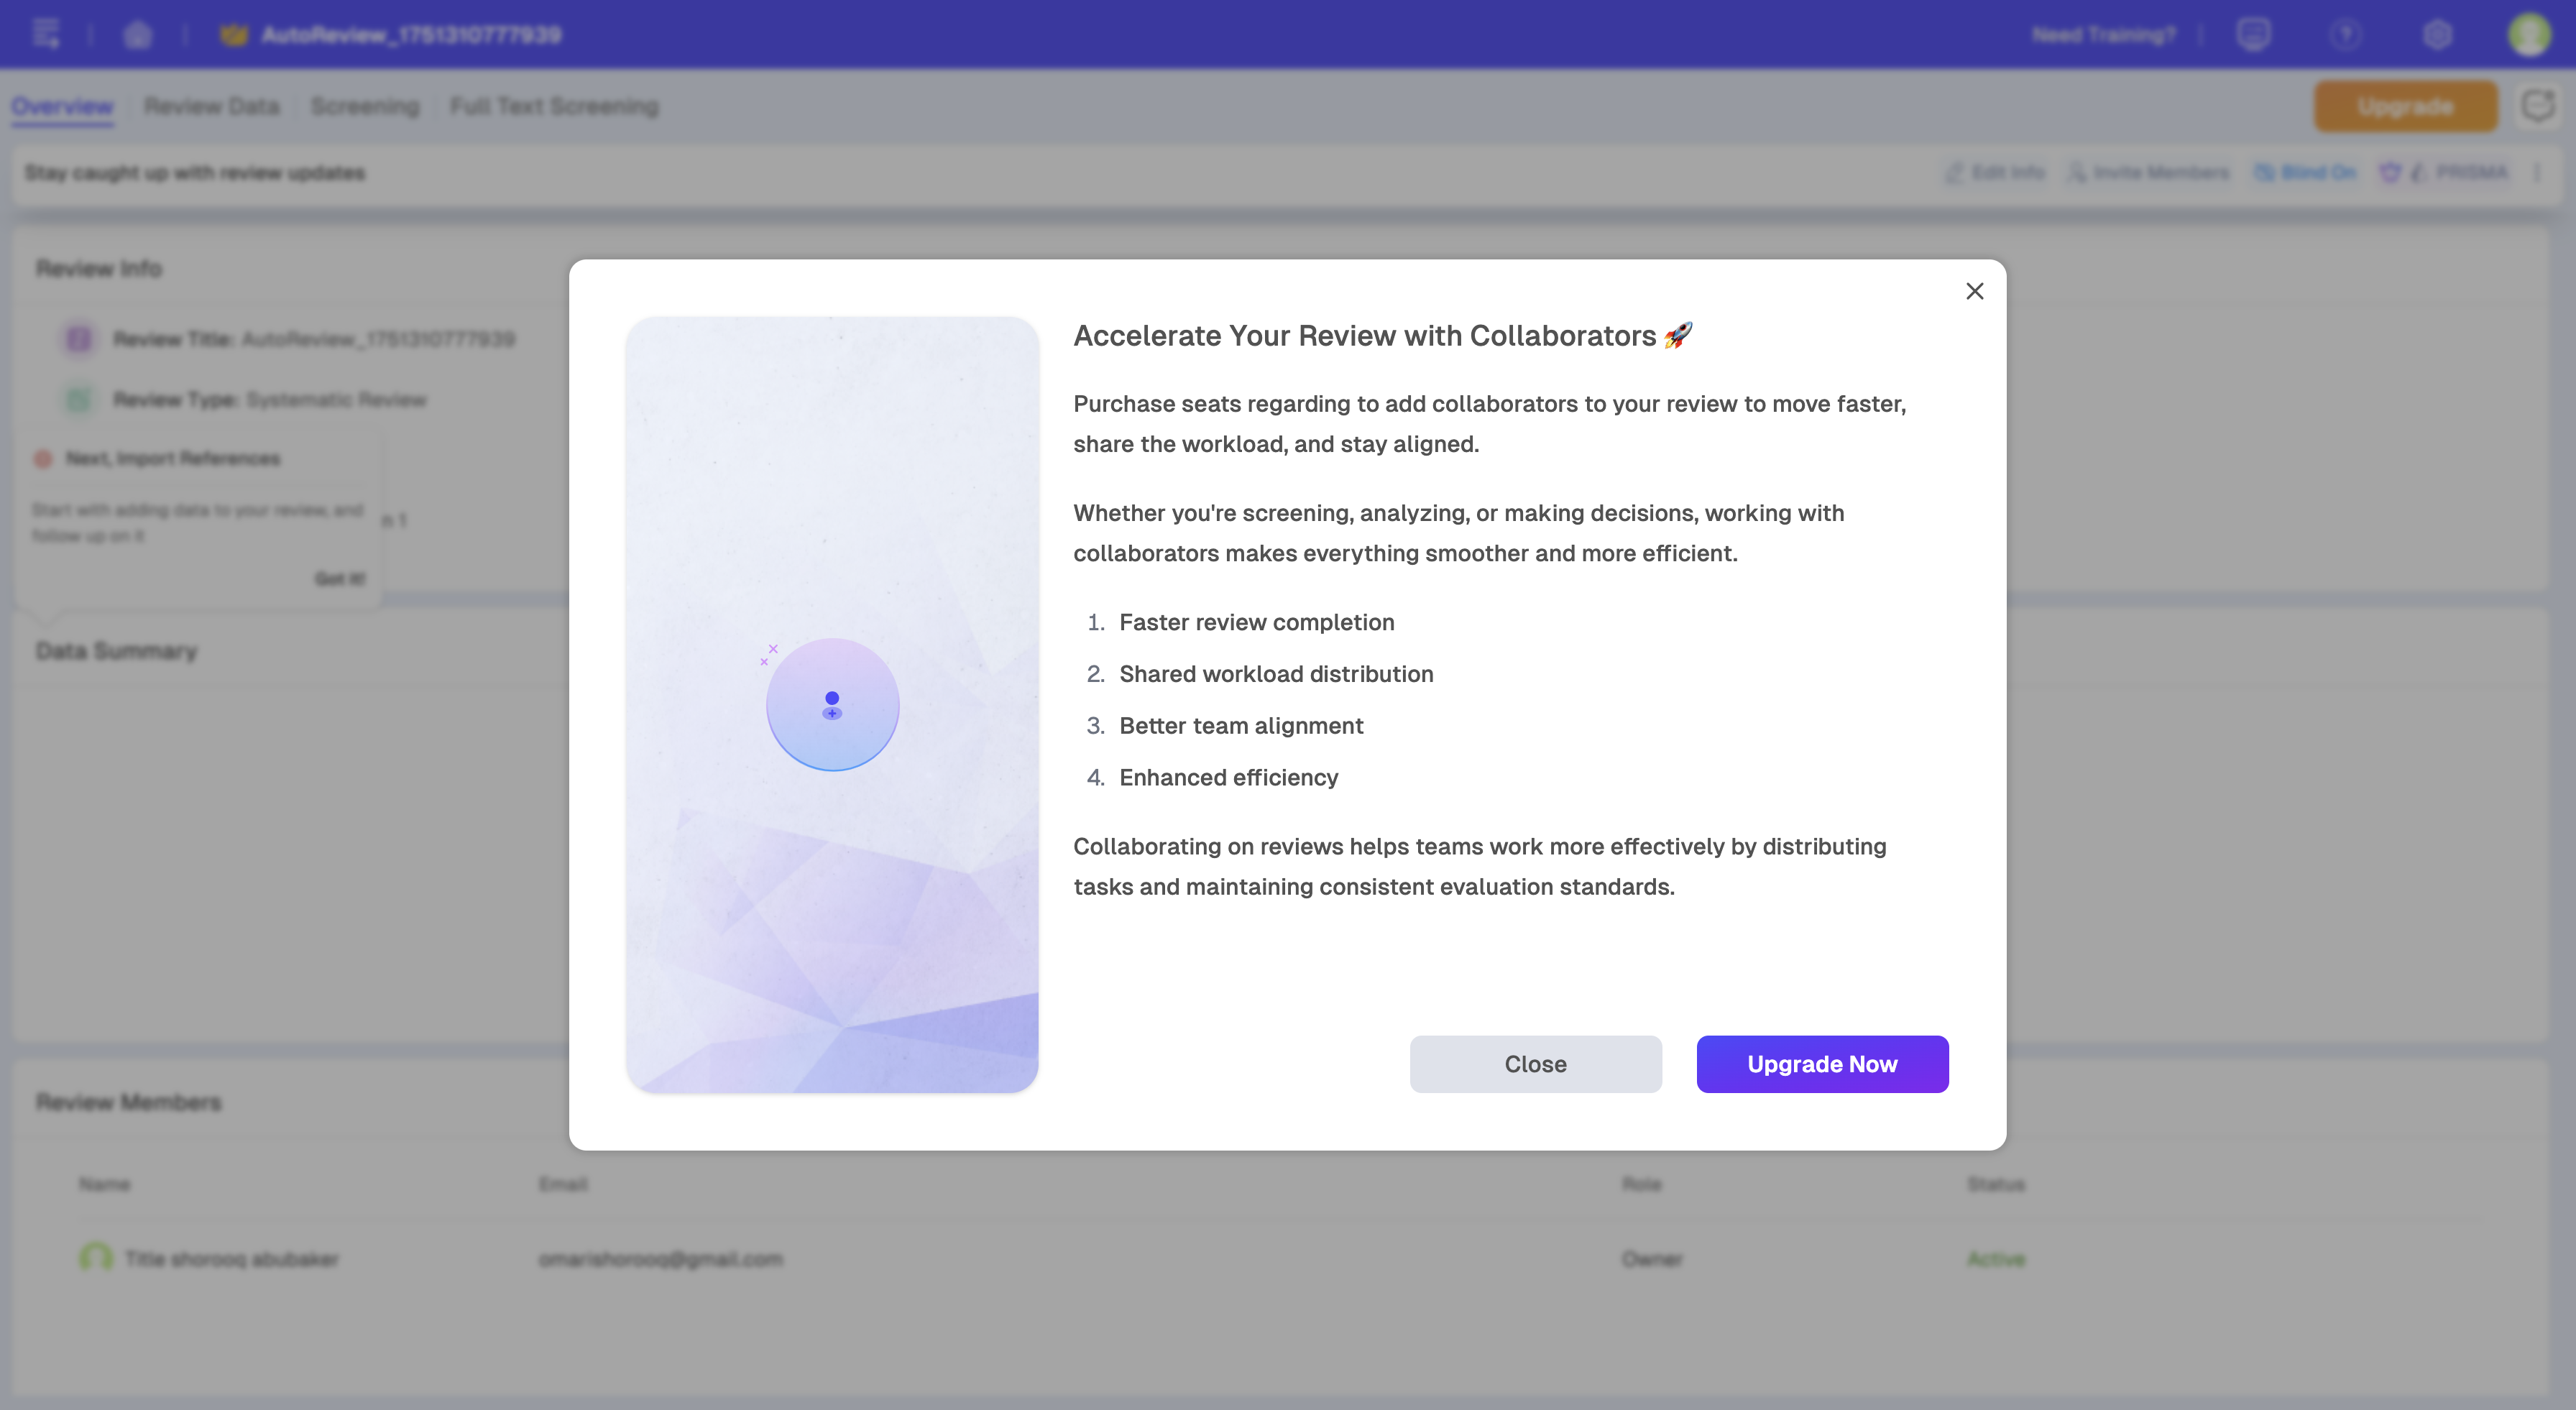 AutoReview_1751310777939
Need Training?
Overview
Review Data
Screening
Full Text Screening
Upgrade
Stay caught up with review updates
Edit Info
Invite Members
Blind On
PRISMA
Review Info
Review Title: AutoReview_1751310777939
Review Type: Systematic Review
Next, Import References
Start with adding data to your review, and
follow up on it
n 1
Got it!
Data Summary
Accelerate Your Review with Collaborators 🚀
Purchase seats regarding to add collaborators to your review to move faster,
share the workload, and stay aligned.
Whether you're screening, analyzing, or making decisions, working with
collaborators makes everything smoother and more efficient.
1. Faster review completion
2. Shared workload distribution
3. Better team alignment
4. Enhanced efficiency
Collaborating on reviews helps teams work more effectively by distributing
tasks and maintaining consistent evaluation standards.
Close
Upgrade Now
Review Members
Name
Email
Role
Status
Title shorooq abubaker
omarishorooq@gmail.com
Owner
Active